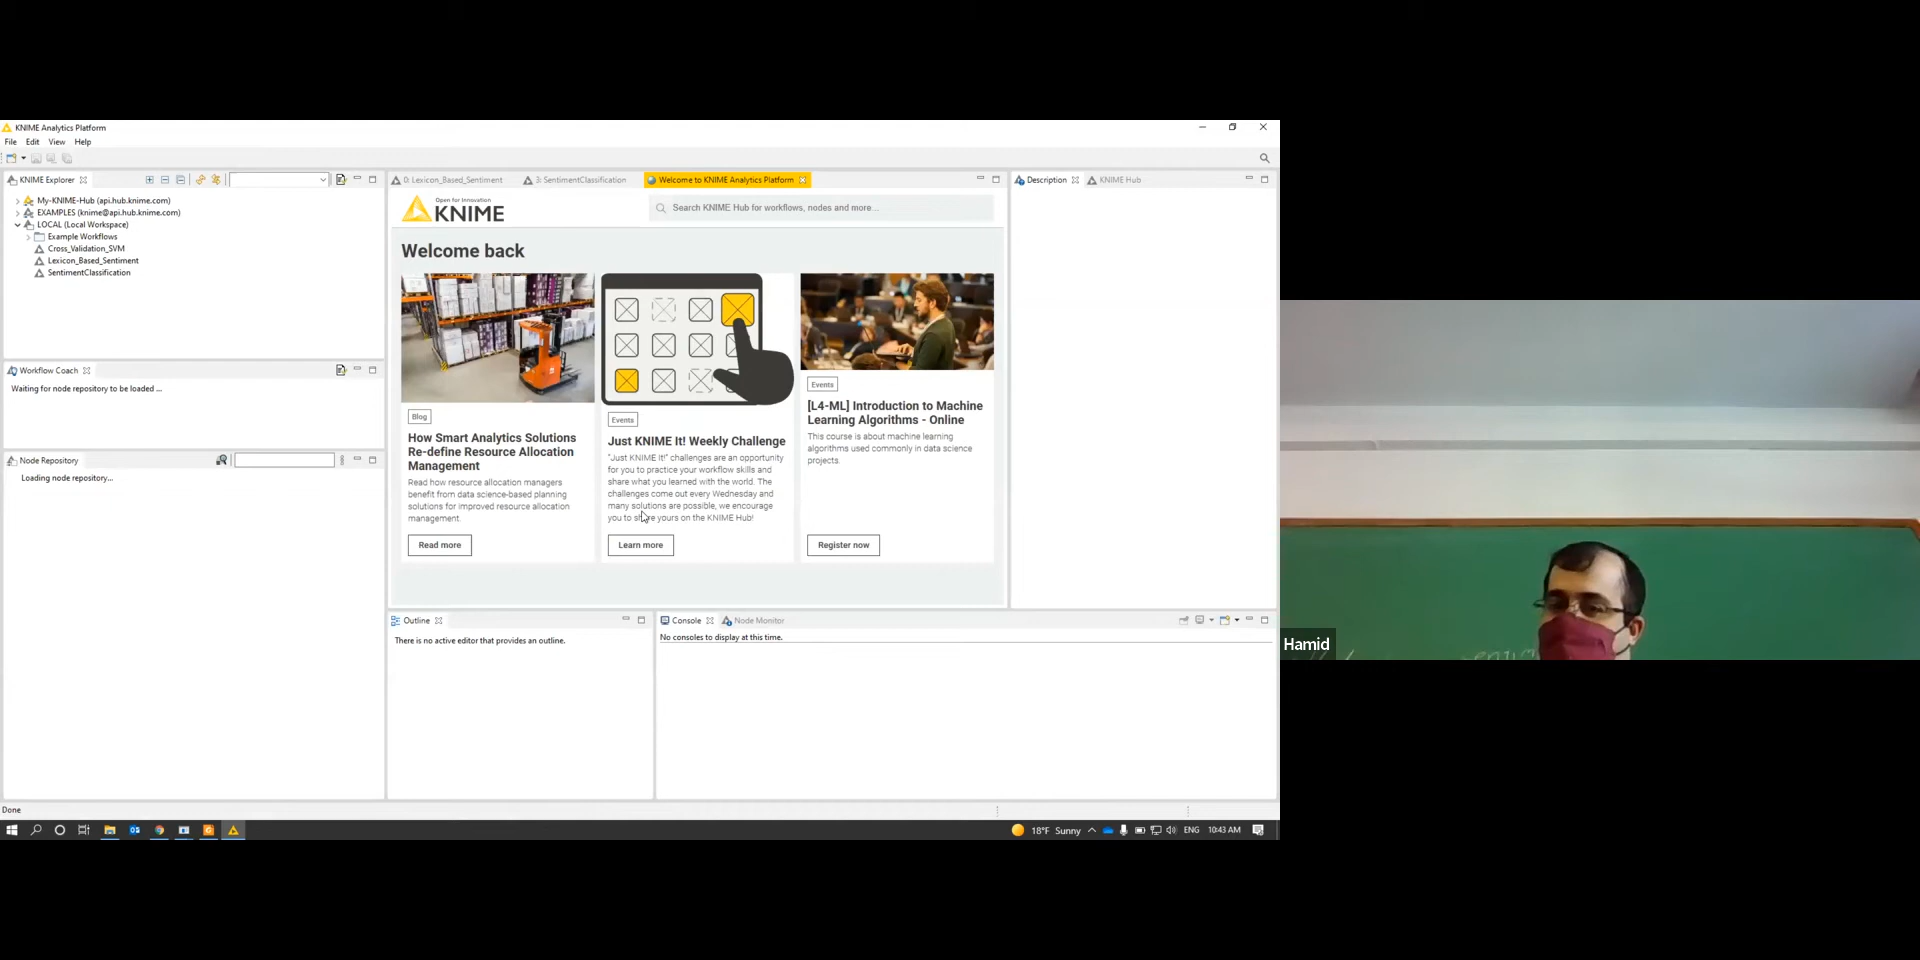 KNIME Analytics Platform
File Edit View Help
KNIME Explorer
My-KNIME-Hub (api.hub.knime.com)
EXAMPLES (knime@api.hub.knime.com)
LOCAL (Local Workspace)
Example Workflows
Cross_Validation_SVM
Lexicon_Based_Sentiment
SentimentClassification
Workflow Coach
Waiting for node repository to be loaded ...
Node Repository
Loading node repository...
0: Lexicon_Based_Sentiment 3: SentimentClassification Welcome to KNIME Analytics Platform
Open for Innovation
KNIME
Search KNIME Hub for workflows, nodes and more...
Welcome back
Blog
How Smart Analytics Solutions
Re-define Resource Allocation
Management
Read how resource allocation managers
benefit from data science-based planning
solutions for improved resource allocation
management.
Read more
Events
Just KNIME It! Weekly Challenge
"Just KNIME It!" challenges are an opportunity
for you to practice your workflow skills and
share what you learned with the world. The
challenges come out every Wednesday and
many solutions are possible, we encourage
you to share yours on the KNIME Hub!
Learn more
Events
[L4-ML] Introduction to Machine
Learning Algorithms - Online
This course is about machine learning
algorithms used commonly in data science
projects.
Register now
Description KNIME Hub
Outline
There is no active editor that provides an outline.
Console Node Monitor
No consoles to display at this time.
Done
18°F Sunny ENG 10:43 AM
Hamid